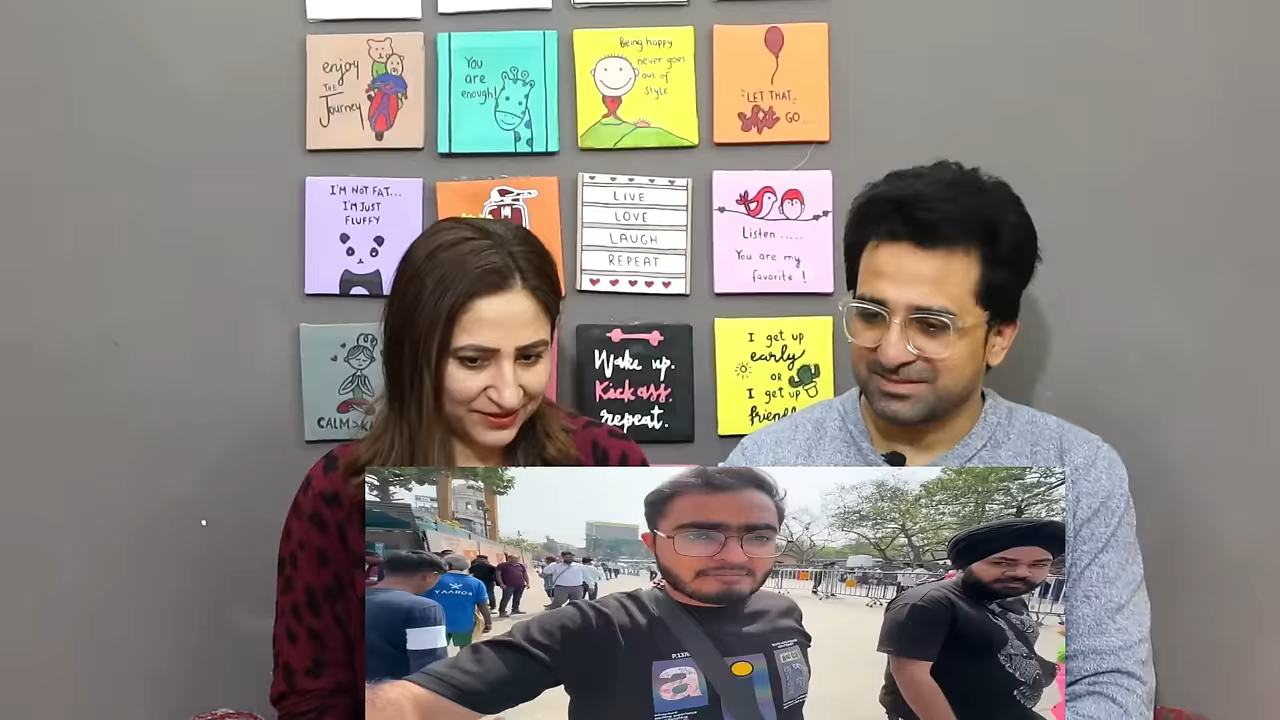 enjoy
THE
Journey
You
are
enough!
Being happy
never goes
out of
style
LET THAT
shit GO...
I'M NOT FAT...
I'M JUST
FLUFFY
LIVE
LOVE
LAUGH
REPEAT
Listen .....
You are my
favorite !
CALM
Wake up.
Kick ass.
repeat.
I get up
early
OR
I get up
YAARGA